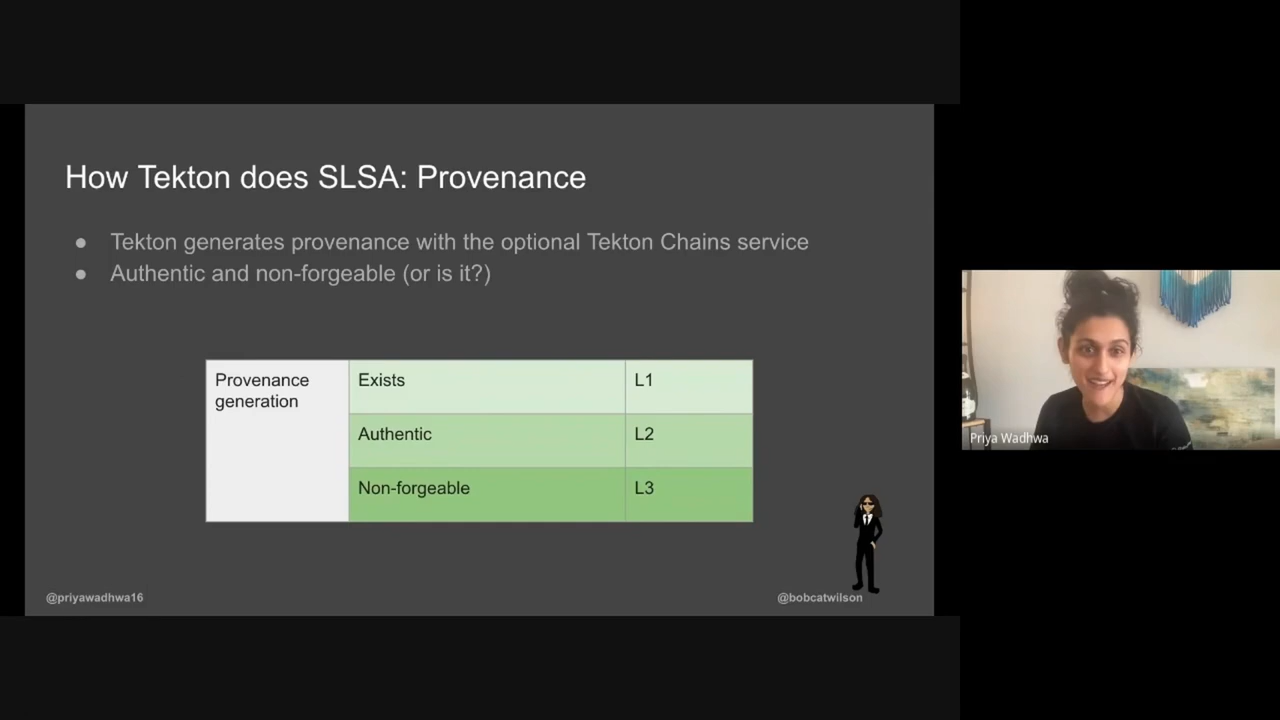 How Tekton does SLSA: Provenance
● Tekton generates provenance with the optional Tekton Chains service
● Authentic and non-forgeable (or is it?)
Provenance
generation
Exists
L1
Authentic
L2
Non-forgeable
L3
@priyawadhwa16
@bobcatwilson
Priya Wadhwa